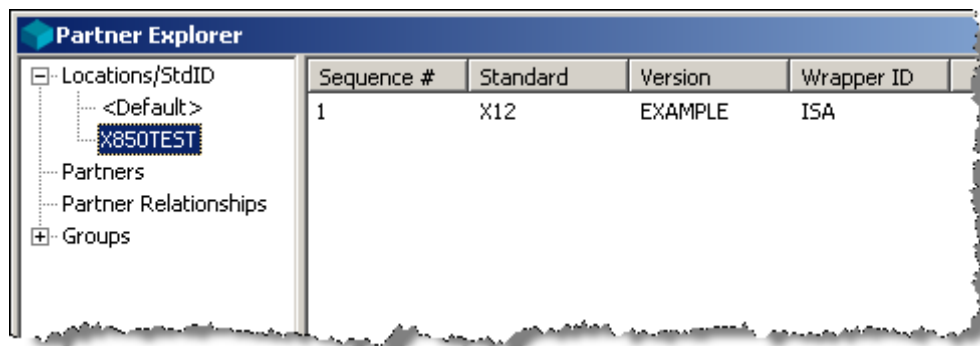 Partner Explorer
Locations/StdID
<Default>
X850TEST
Partners
Partner Relationships
Groups
Sequence # Standard Version Wrapper ID
1 X12 EXAMPLE ISA